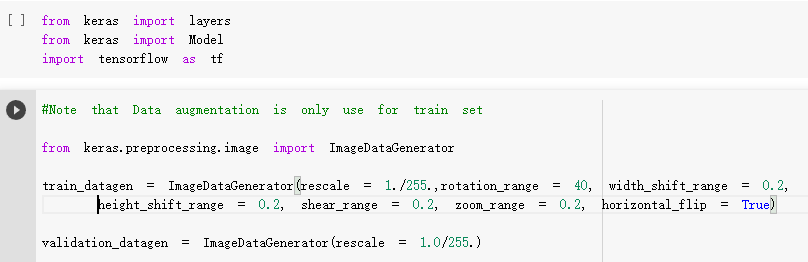 [ ] from keras import layers
from keras import Model
import tensorflow as tf
#Note that Data augmentation is only use for train set
from keras.preprocessing.image import ImageDataGenerator
train_datagen = ImageDataGenerator(rescale = 1./255.,rotation_range = 40, width_shift_range = 0.2,
height_shift_range = 0.2, shear_range = 0.2, zoom_range = 0.2, horizontal_flip = True)
validation_datagen = ImageDataGenerator(rescale = 1.0/255.)